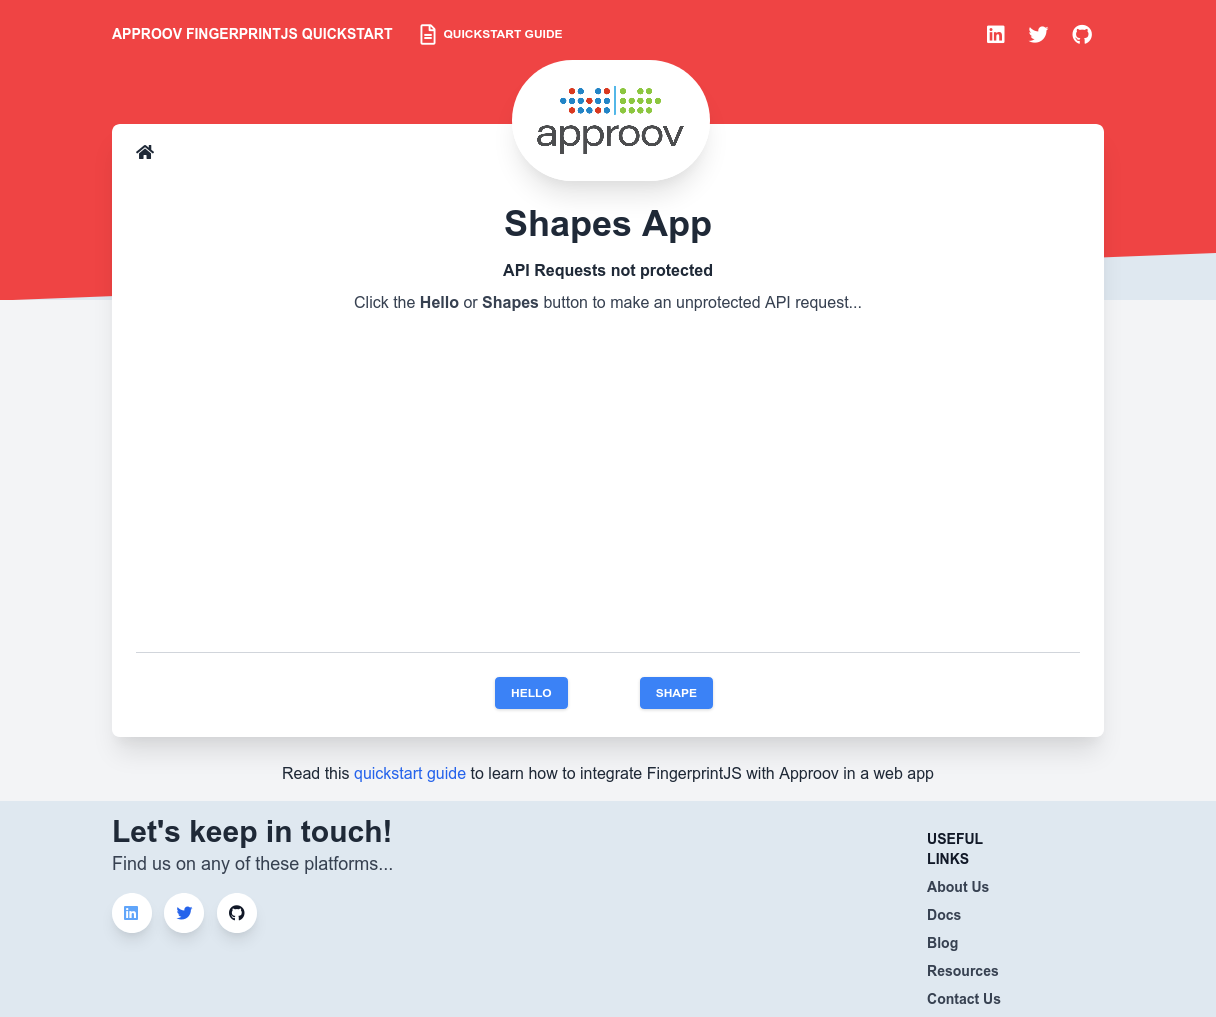 APPROOV FINGERPRINTJS QUICKSTART
QUICKSTART GUIDE
approov
Shapes App
API Requests not protected
Click the Hello or Shapes button to make an unprotected API request...
HELLO
SHAPE
Read this quickstart guide to learn how to integrate FingerprintJS with Approov in a web app
Let's keep in touch!
Find us on any of these platforms...
USEFUL
LINKS
About Us
Docs
Blog
Resources
Contact Us